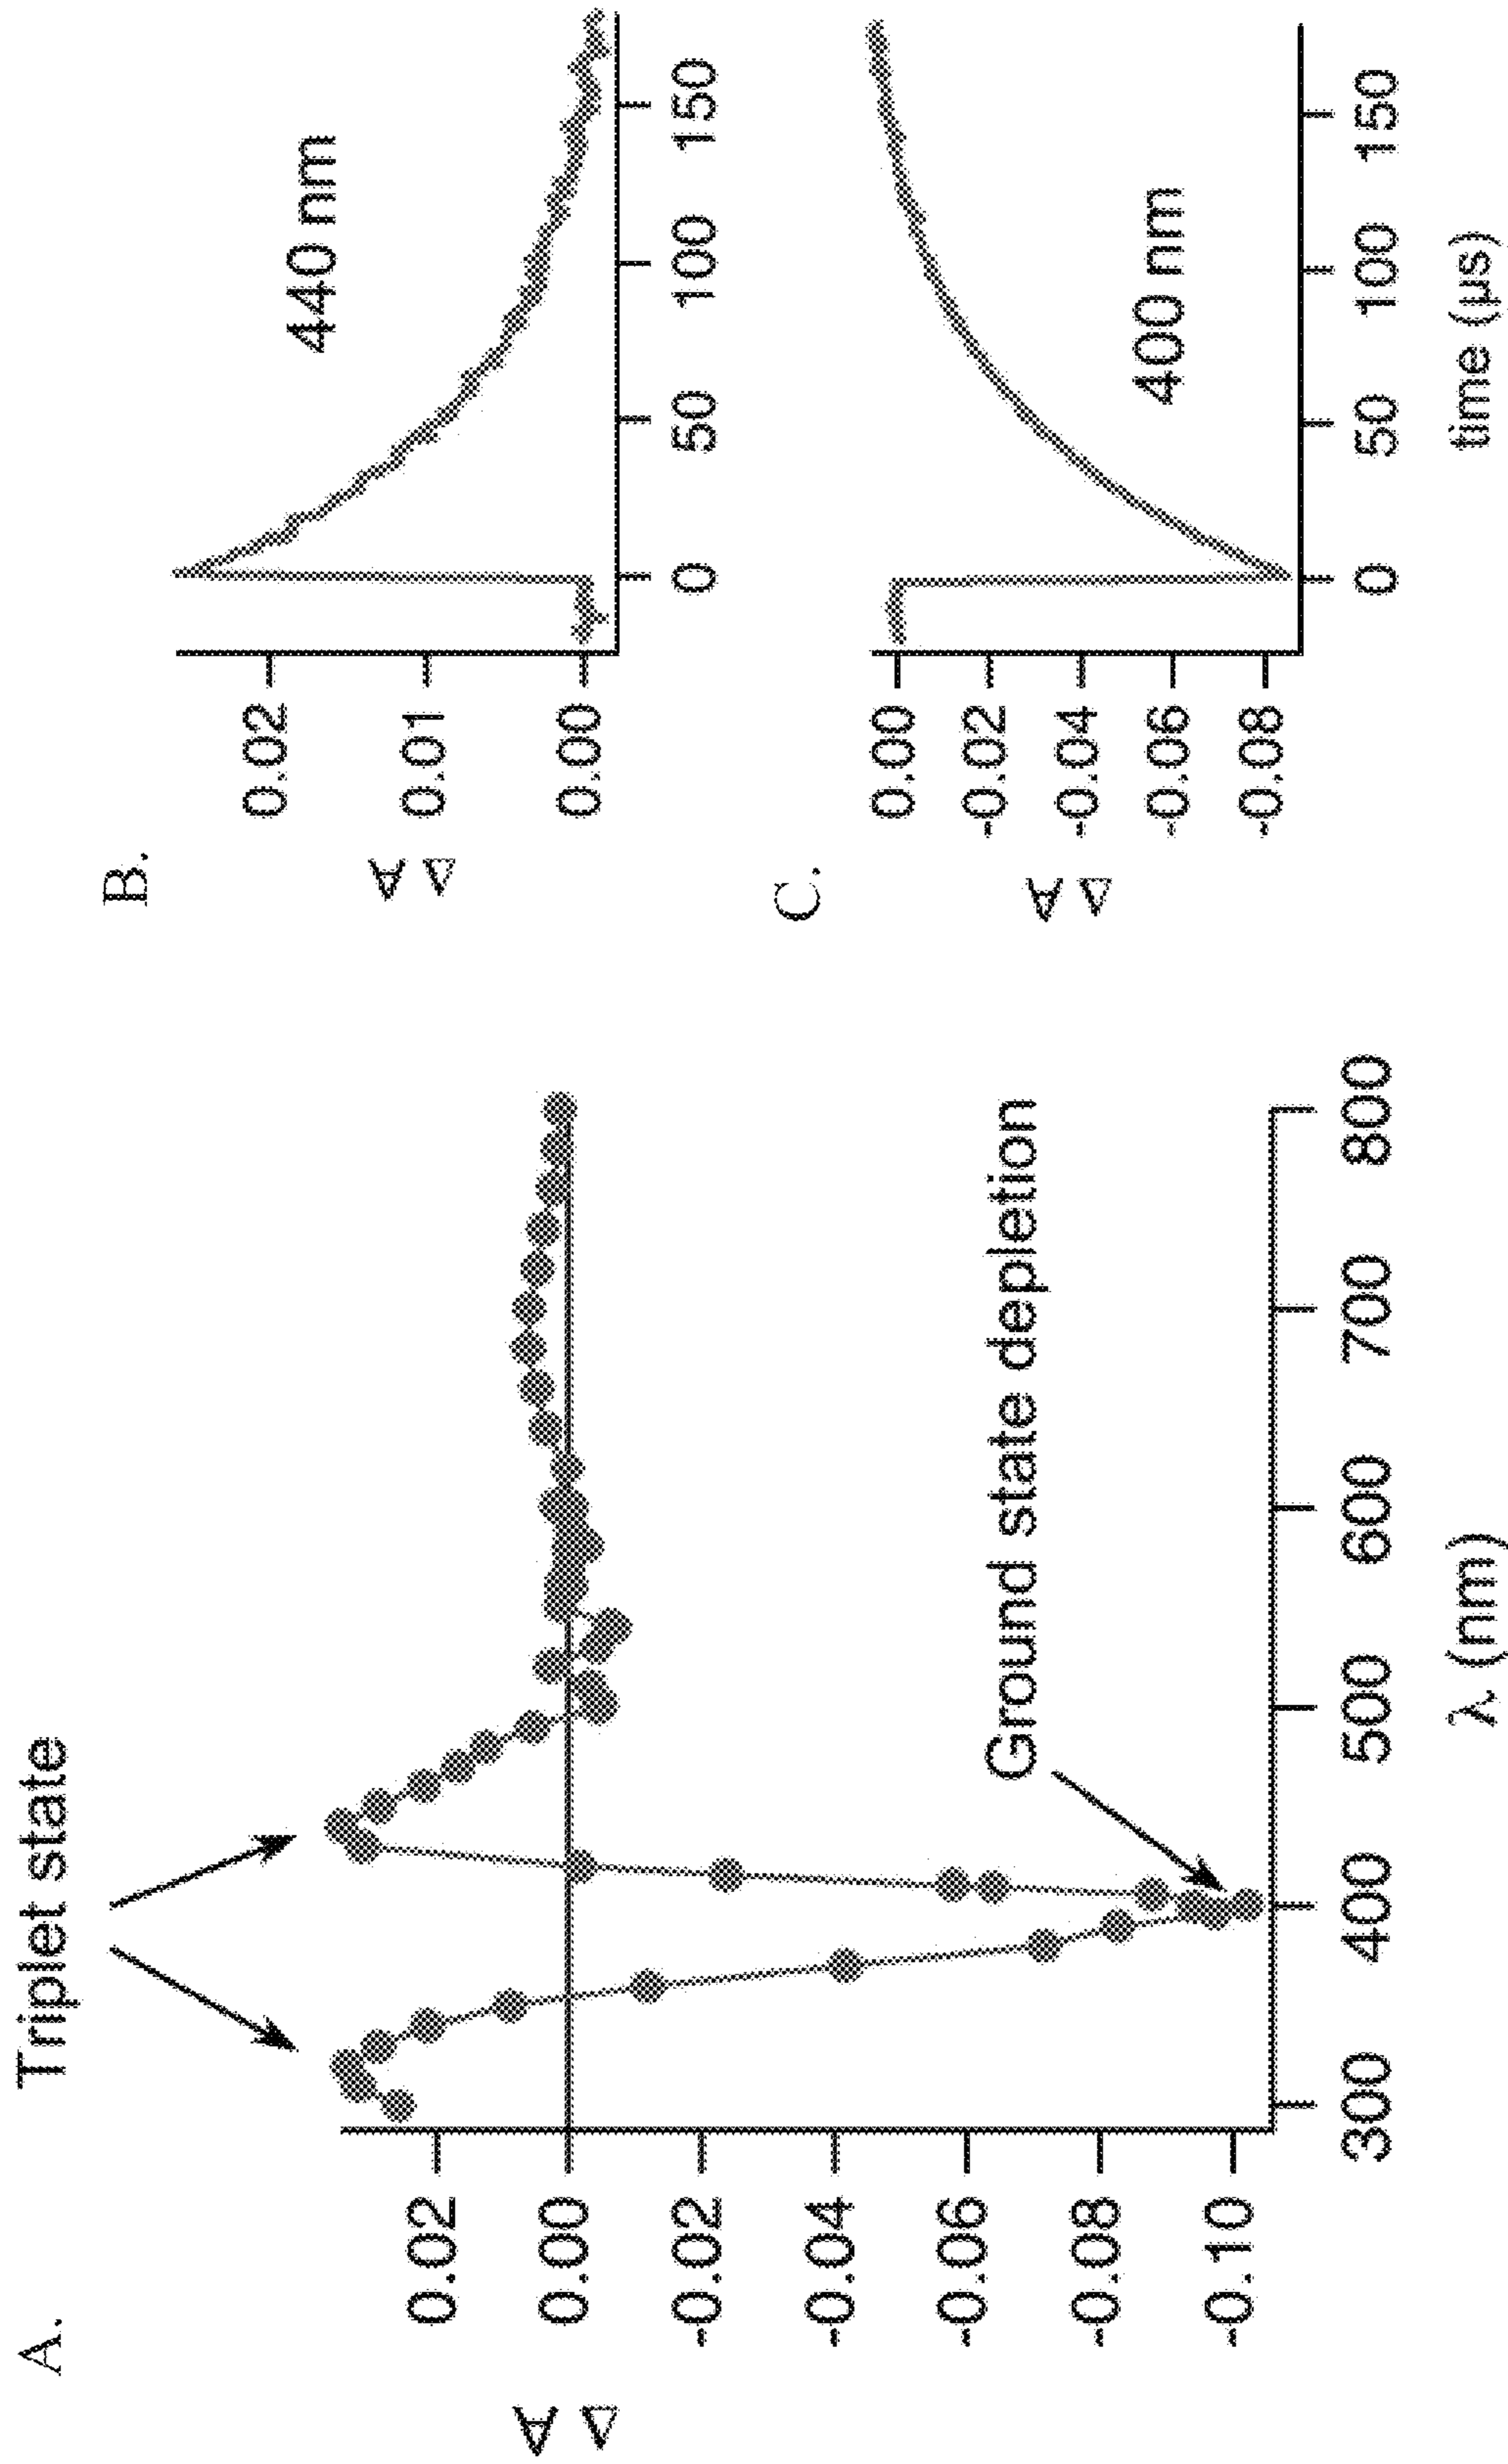 A.
Triplet state
Δ A
0.02
0.00
-0.02
-0.04
-0.06
-0.08
-0.10
Ground state depletion
300 400 500 600 700 800
λ (nm)
B.
440 nm
Δ A
0.02
0.01
0.00
0 50 100 150
C.
400 nm
Δ A
0.00
-0.02
-0.04
-0.06
-0.08
0 50 100 150
time (μs)